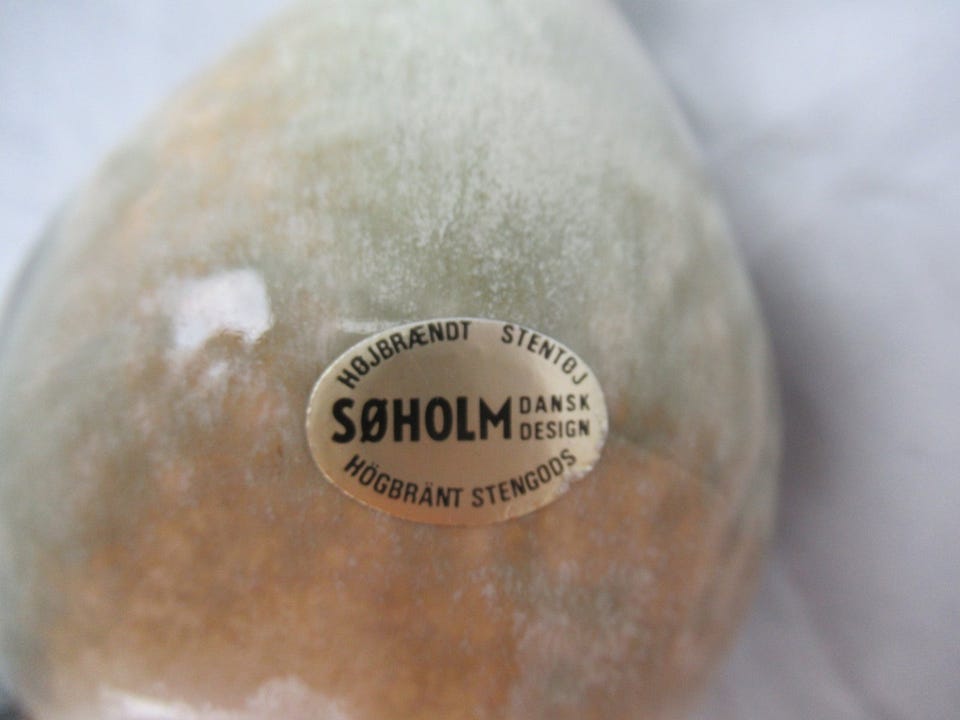 HØJBRÆNDT STENTØJ
SØHOLM
DANSK
DESIGN
HÖGBRÄNT STENGODS